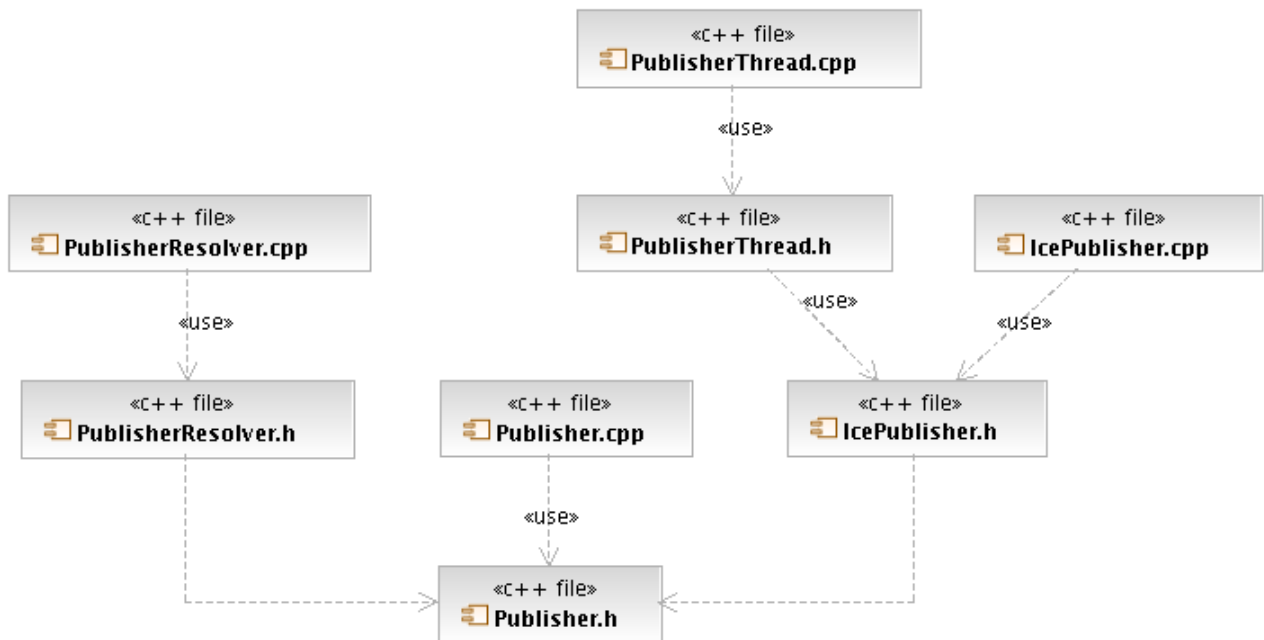 «c++ file»
PublisherThread.cpp
«use»
«c++ file»
PublisherResolver.cpp
«c++ file»
PublisherThread.h
«c++ file»
IcePublisher.cpp
«use»
«use»
«use»
«c++ file»
PublisherResolver.h
«c++ file»
Publisher.cpp
«c++ file»
IcePublisher.h
«use»
«c++ file»
Publisher.h